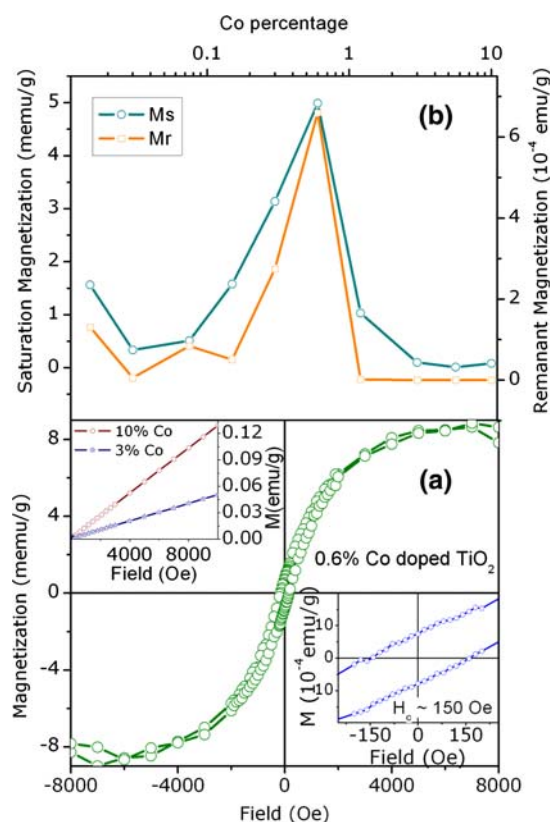 Co percentage
0.1 1 10
Ms
Mr
(b)
Saturation Magnetization (memu/g)
5
4
3
2
1
0
Remanant Magnetization (10⁻⁴ emu/g)
6
4
2
0
10% Co
3% Co
M(emu/g)
0.12
0.09
0.06
0.03
0.00
4000 8000
Field (Oe)
(a)
0.6% Co doped TiO₂
Magnetization (memu/g)
8
4
0
-4
-8
M (10⁻⁴ emu/g)
10
0
10
H_c ~ 150 Oe
-150 0 150
Field (Oe)
-8000 -4000 0 4000 8000
Field (Oe)